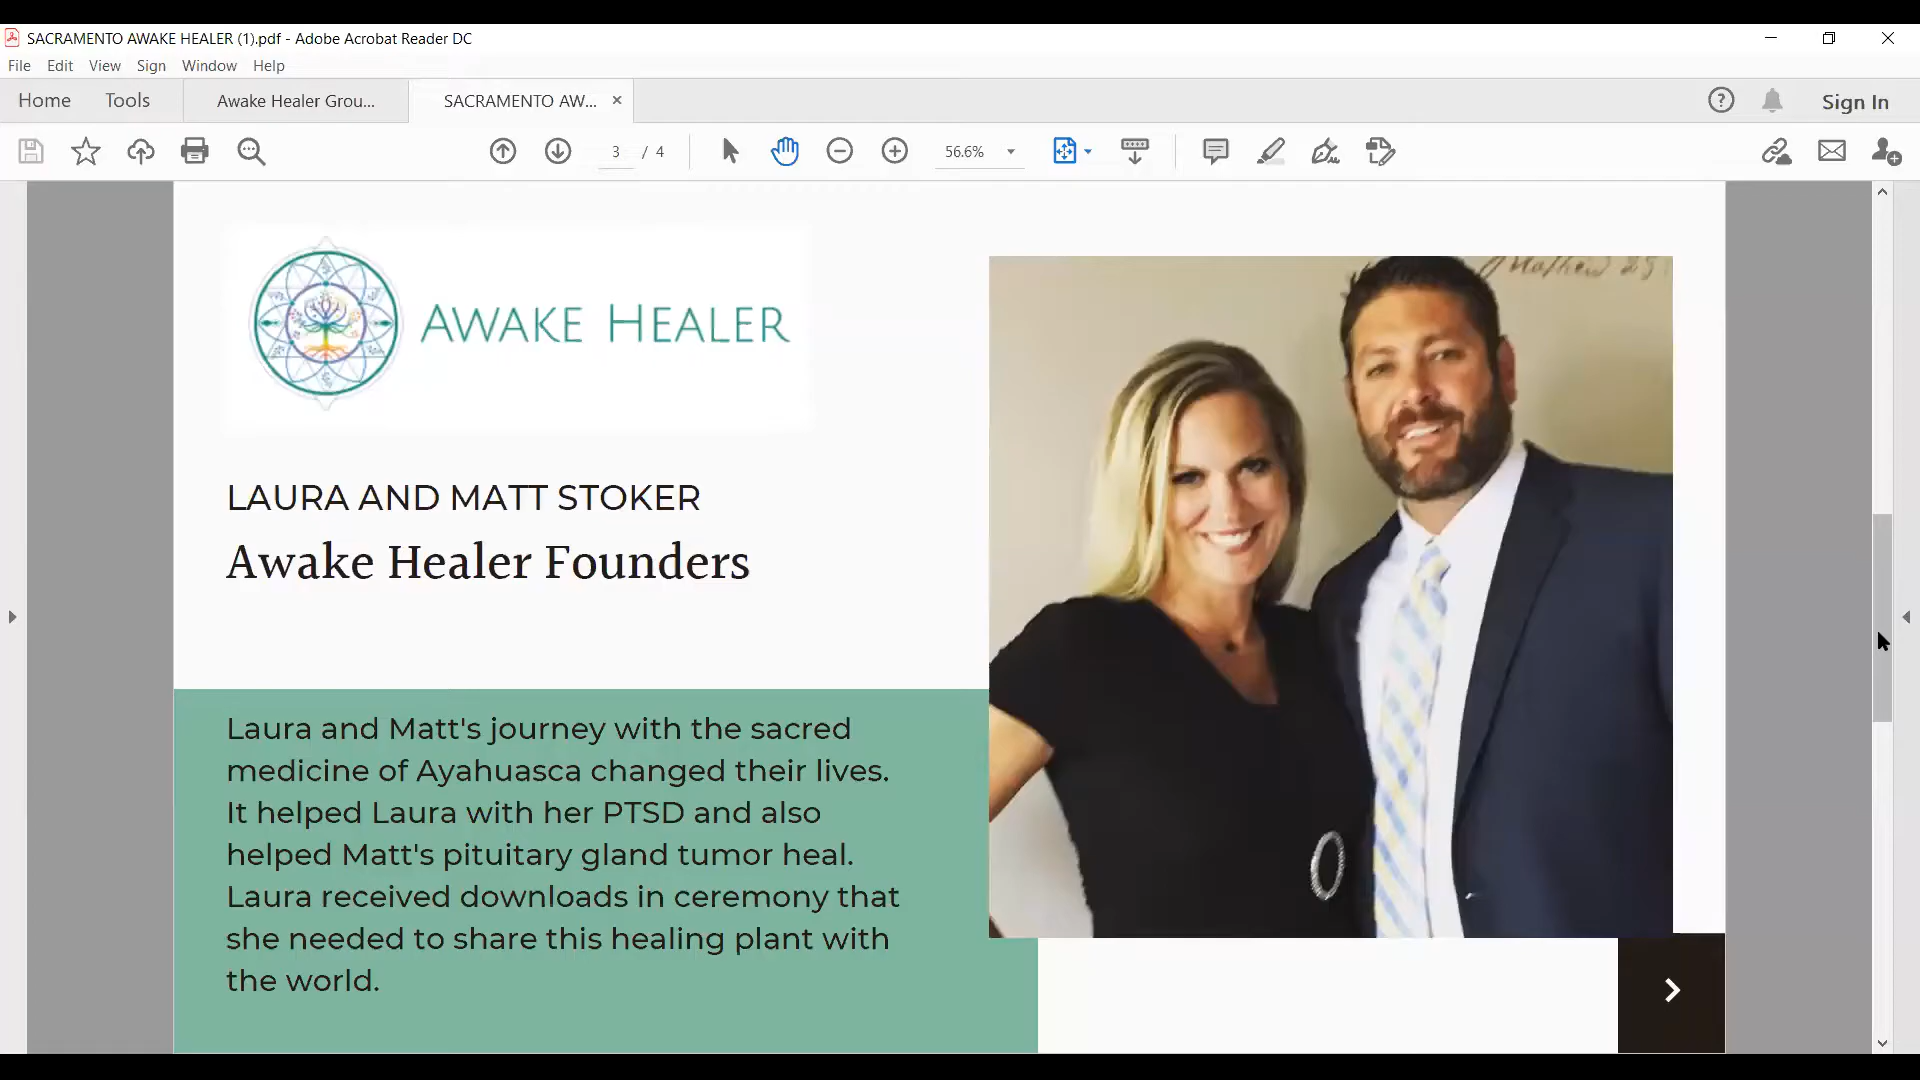 SACRAMENTO AWAKE HEALER (1).pdf - Adobe Acrobat Reader DC
File Edit View Sign Window Help
Home Tools Awake Healer Grou... SACRAMENTO AW... Sign In
3 / 4 56.6%
AWAKE HEALER
LAURA AND MATT STOKER
Awake Healer Founders
Laura and Matt's journey with the sacred
medicine of Ayahuasca changed their lives.
It helped Laura with her PTSD and also
helped Matt's pituitary gland tumor heal.
Laura received downloads in ceremony that
she needed to share this healing plant with
the world.